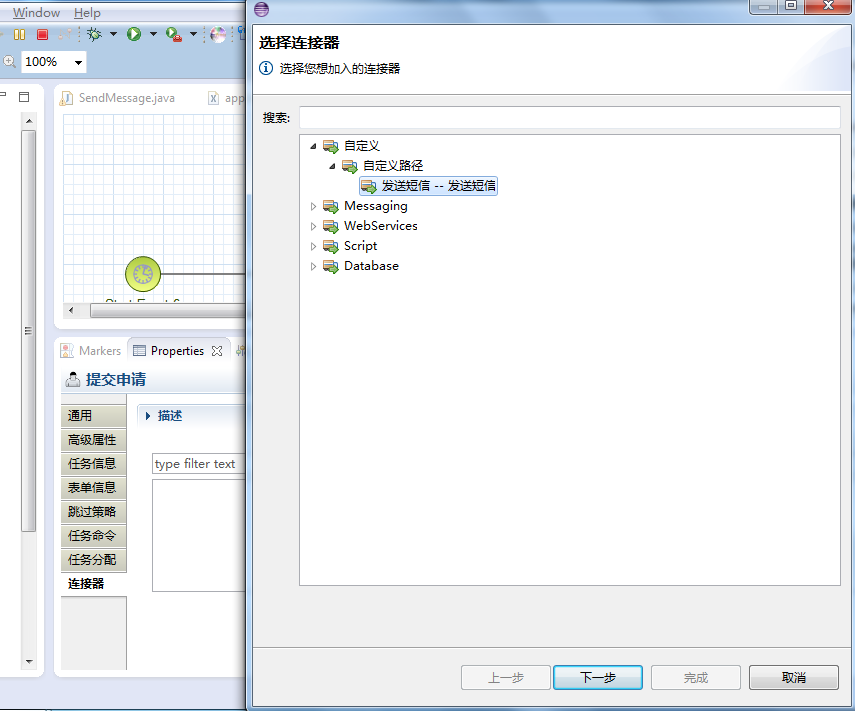 Window Help
100%
SendMessage.java
app
Markers
Properties
提交申请
通用
高级属性
任务信息
表单信息
跳过策略
任务命令
任务分配
连接器
描述
type filter text
选择连接器
选择您想加入的连接器
搜索:
自定义
自定义路径
发送短信 -- 发送短信
Messaging
WebServices
Script
Database
上一步
下一步
完成
取消